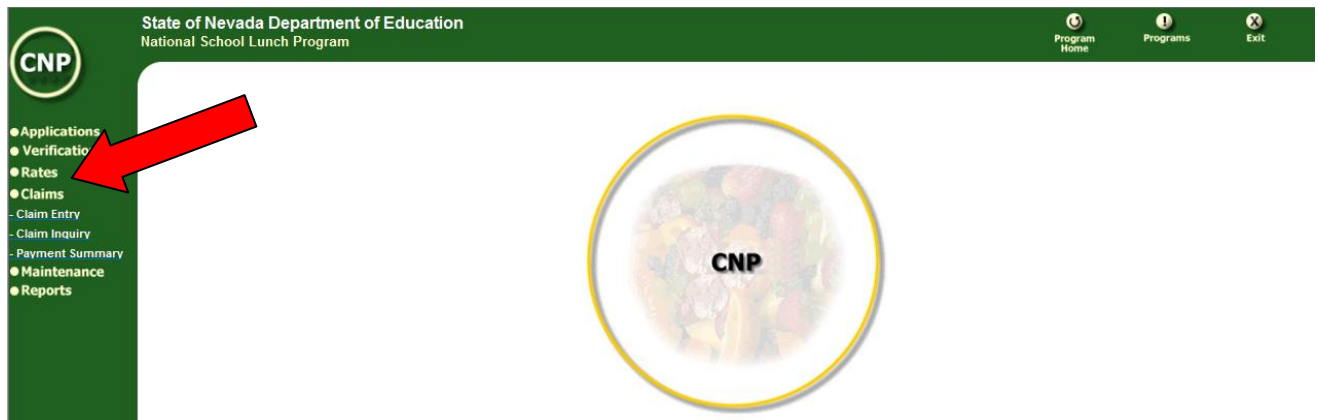 State of Nevada Department of Education
National School Lunch Program
Program
Home
Programs
Exit
CNP
Applications
Rates
Claims
- Claim Entry
- Claim Inquiry
- Payment Summary
Maintenance
Reports
CNP